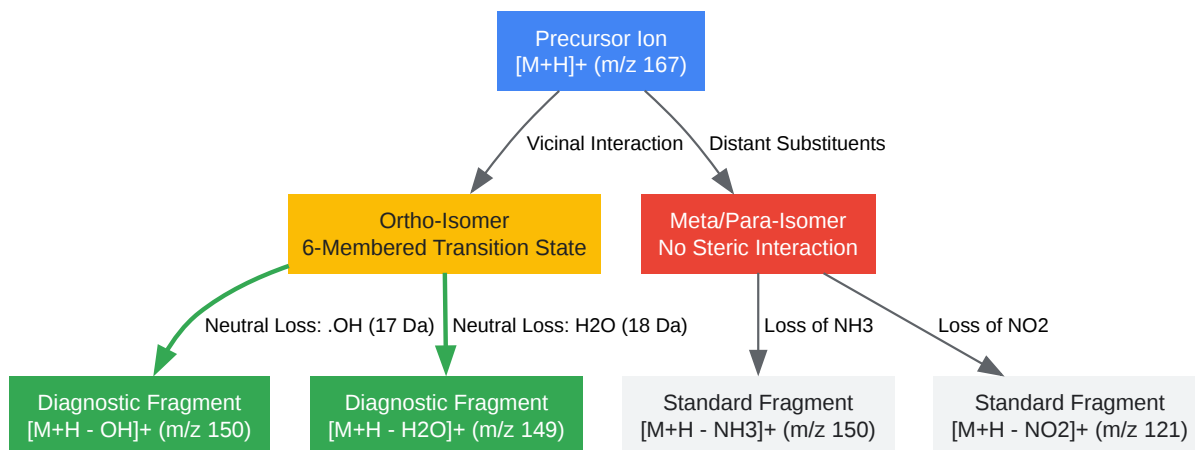 Precursor Ion
[M+H]+ (m/z 167)
Vicinal Interaction
Distant Substituents
Ortho-Isomer
6-Membered Transition State
Meta/Para-Isomer
No Steric Interaction
Neutral Loss: .OH (17 Da)
Neutral Loss: H2O (18 Da)
Loss of NH3
Loss of NO2
Diagnostic Fragment
[M+H - OH]+ (m/z 150)
Diagnostic Fragment
[M+H - H2O]+ (m/z 149)
Standard Fragment
[M+H - NH3]+ (m/z 150)
Standard Fragment
[M+H - NO2]+ (m/z 121)